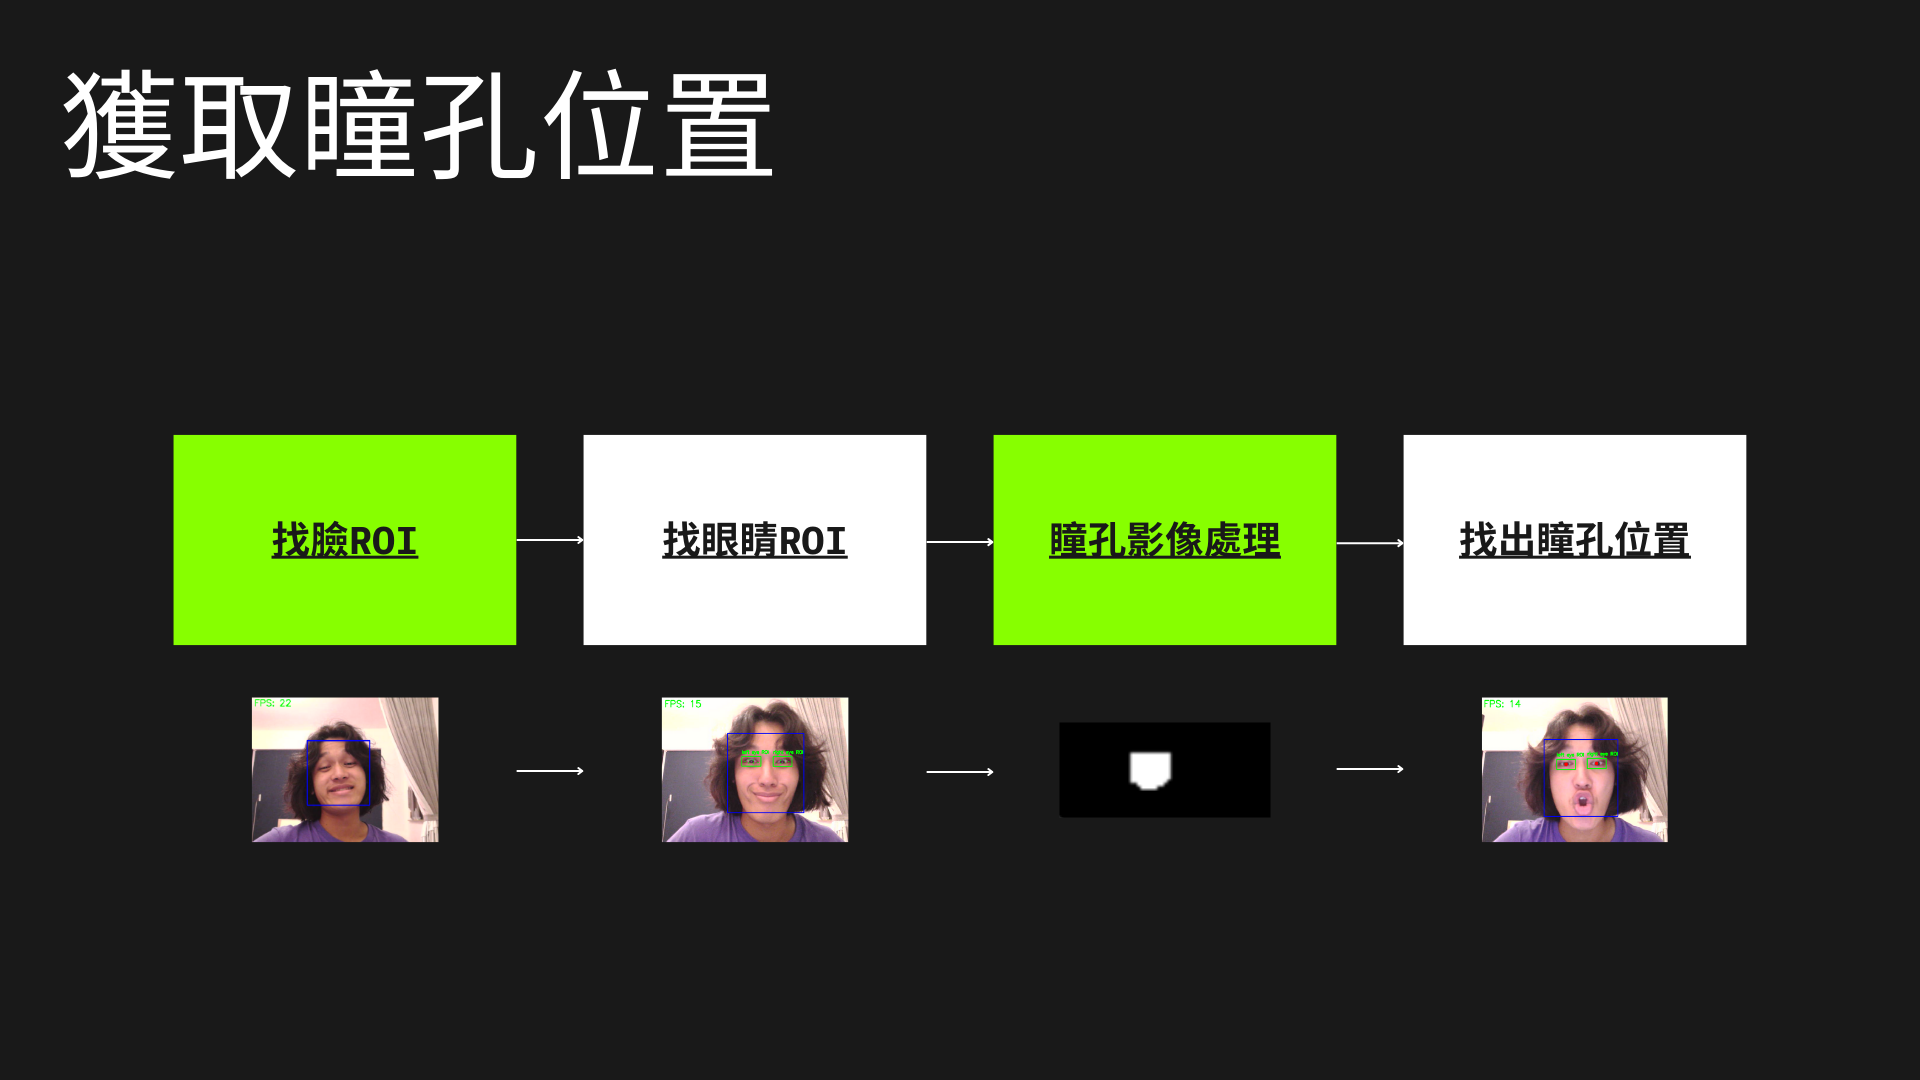 獲取瞳孔位置
找臉ROI
找眼睛ROI
瞳孔影像處理
找出瞳孔位置
FPS: 22
FPS: 15
FPS: 14